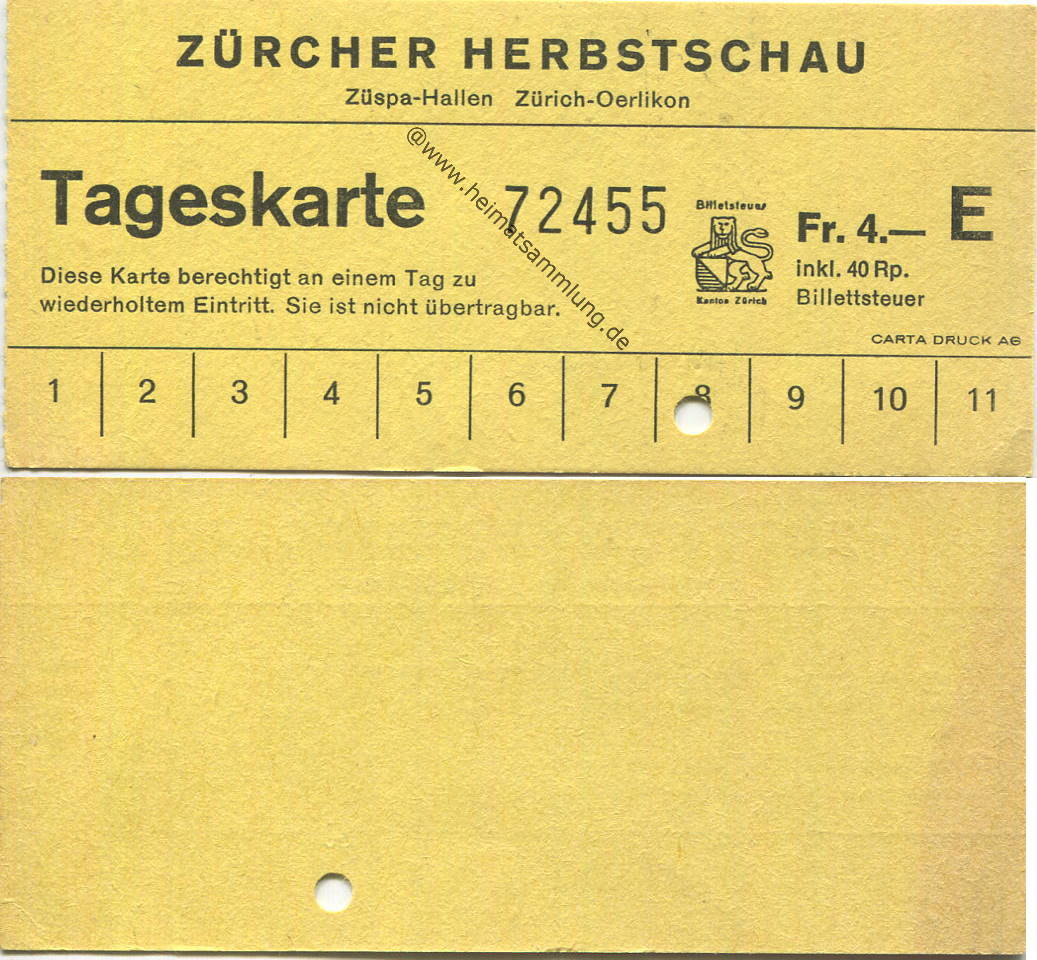 ZÜRCHER HERBSTSCHAU
Züspa-Hallen Zürich-Oerlikon
@www.heimatsammlung.de
Tageskarte 72455
Billetsteuer
Kanton Zürich
Fr. 4.— E
inkl. 40 Rp.
Billettsteuer
Diese Karte berechtigt an einem Tag zu
wiederholtem Eintritt. Sie ist nicht übertragbar.
CARTA DRUCK AG
1 2 3 4 5 6 7 8 9 10 11